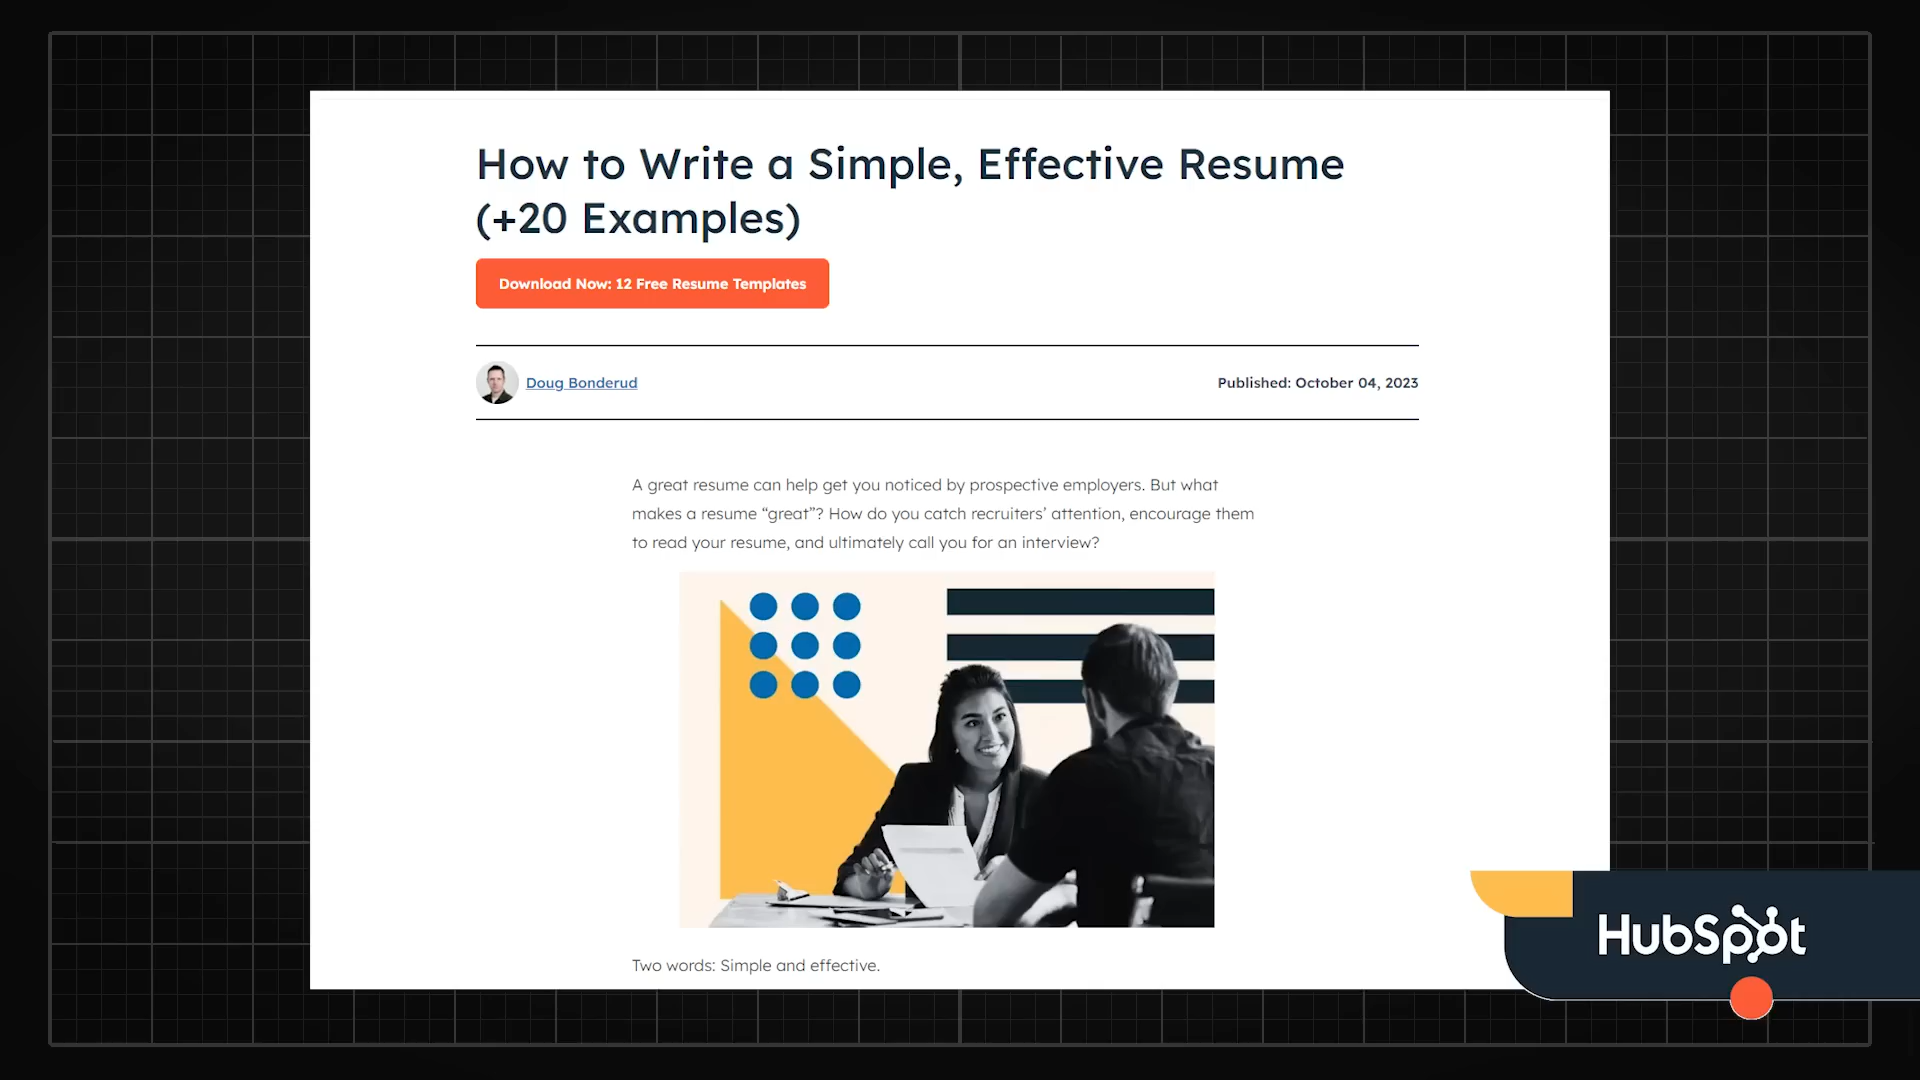 How to Write a Simple, Effective Resume
(+20 Examples)
Download Now: 12 Free Resume Templates
Doug Bonderud
Published: October 04, 2023
A great resume can help get you noticed by prospective employers. But what
makes a resume “great”? How do you catch recruiters’ attention, encourage them
to read your resume, and ultimately call you for an interview?
Two words: Simple and effective.
HubSpot